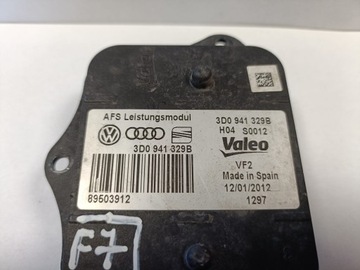 AFS Leistungsmodul
3D0 941 329B
3D0 941 329B
H04 S0012
Valeo
VF2
Made in Spain
12/01/2012
1297
89503912
F7